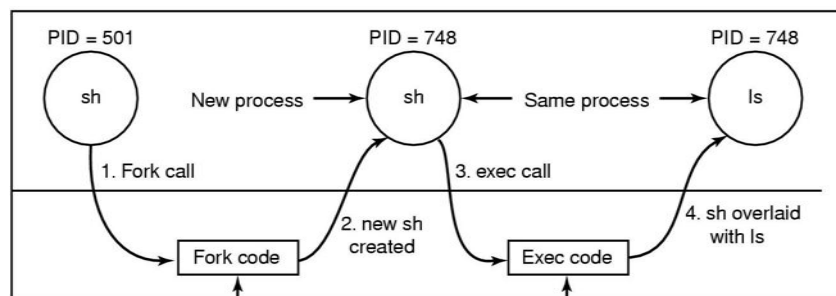 PID = 501
PID = 748
PID = 748
sh
New process
sh
Same process
ls
1. Fork call
3. exec call
2. new sh
created
4. sh overlaid
with ls
Fork code
Exec code